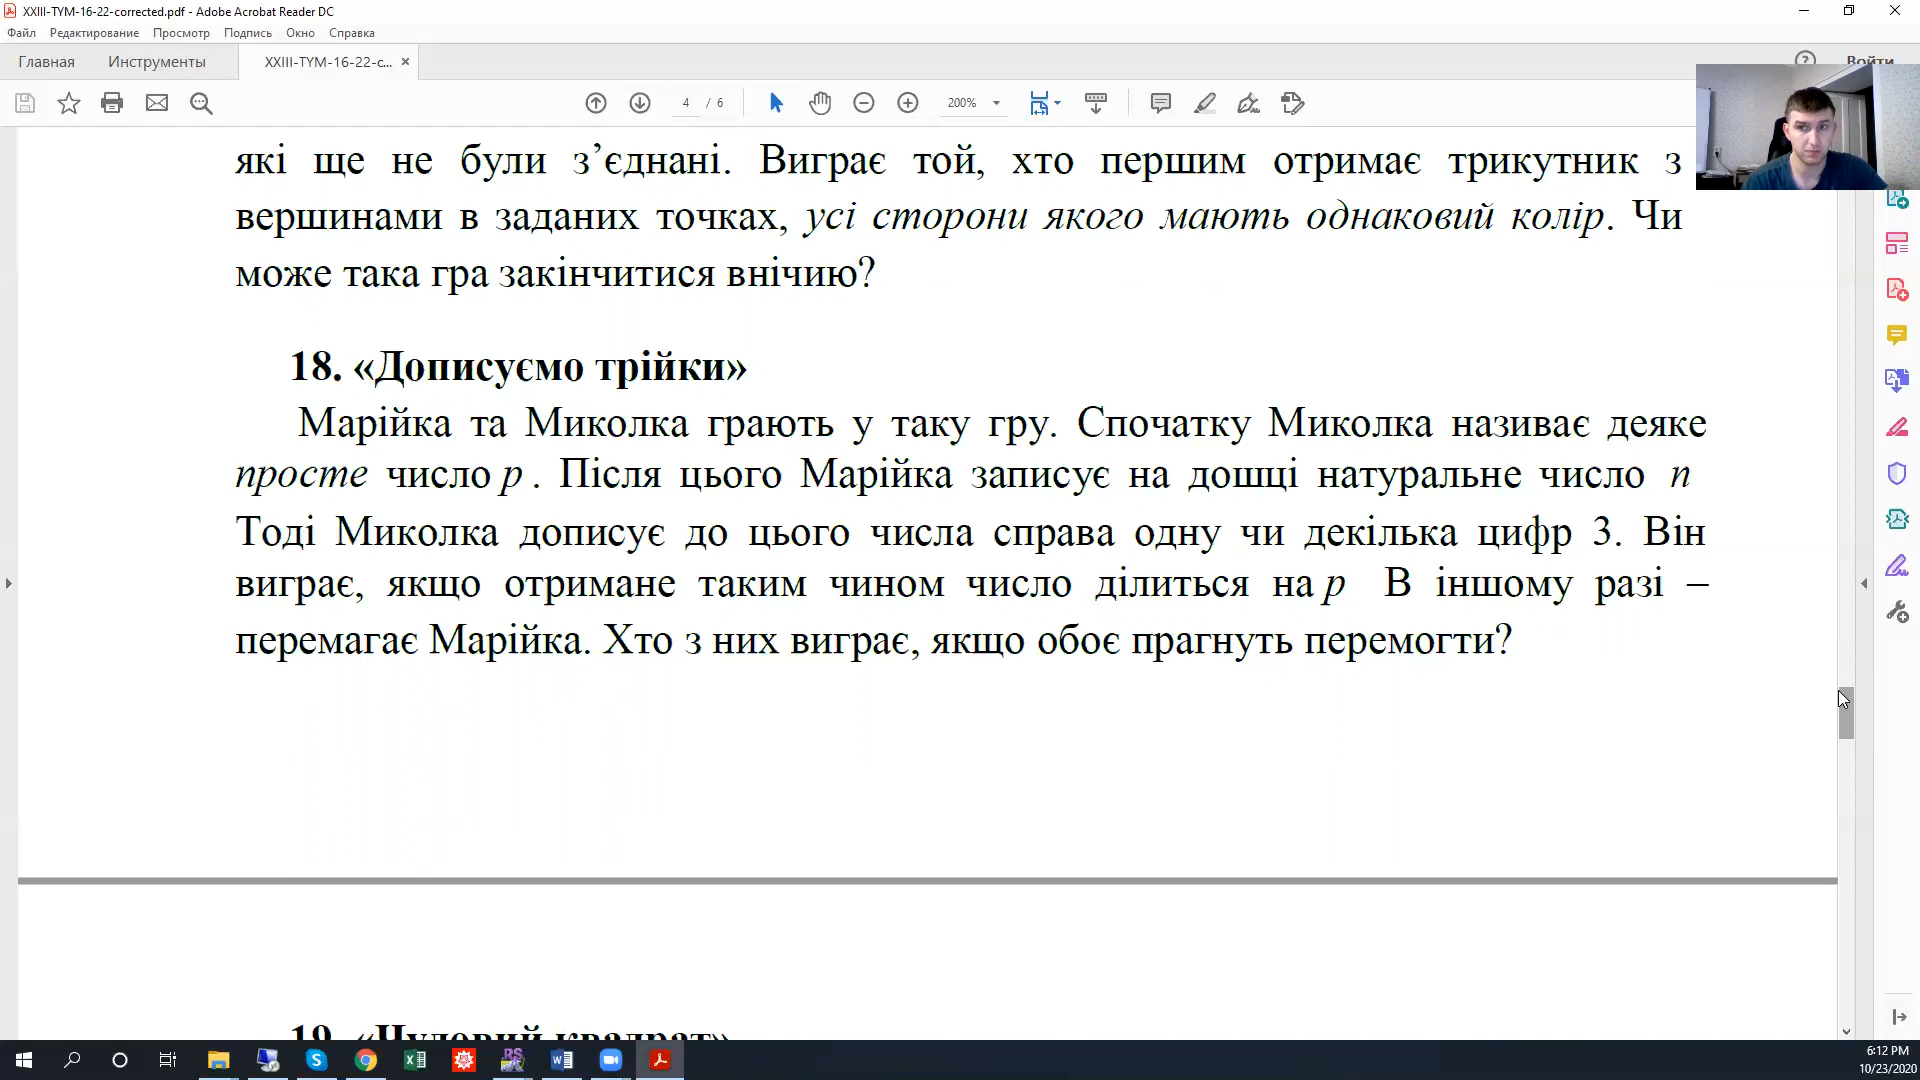 XXIII-TYM-16-22-corrected.pdf - Adobe Acrobat Reader DC
Файл Редактирование Просмотр Подпись Окно Справка
Главная Инструменты XXIII-TYM-16-22-c... Войти
4 / 6 200%
які ще не були з’єднані. Виграє той, хто першим отримає трикутник з
вершинами в заданих точках, усі сторони якого мають однаковий колір. Чи
може така гра закінчитися внічию?
18. «Дописуємо трійки»
Марійка та Миколка грають у таку гру. Спочатку Миколка називає деяке
просте число p . Після цього Марійка записує на дошці натуральне число n
Тоді Миколка дописує до цього числа справа одну чи декілька цифр 3. Він
виграє, якщо отримане таким чином число ділиться на p В іншому разі –
перемагає Марійка. Хто з них виграє, якщо обоє прагнуть перемогти?
19. «Чудовий квадрат»
6:12 PM
10/23/2020